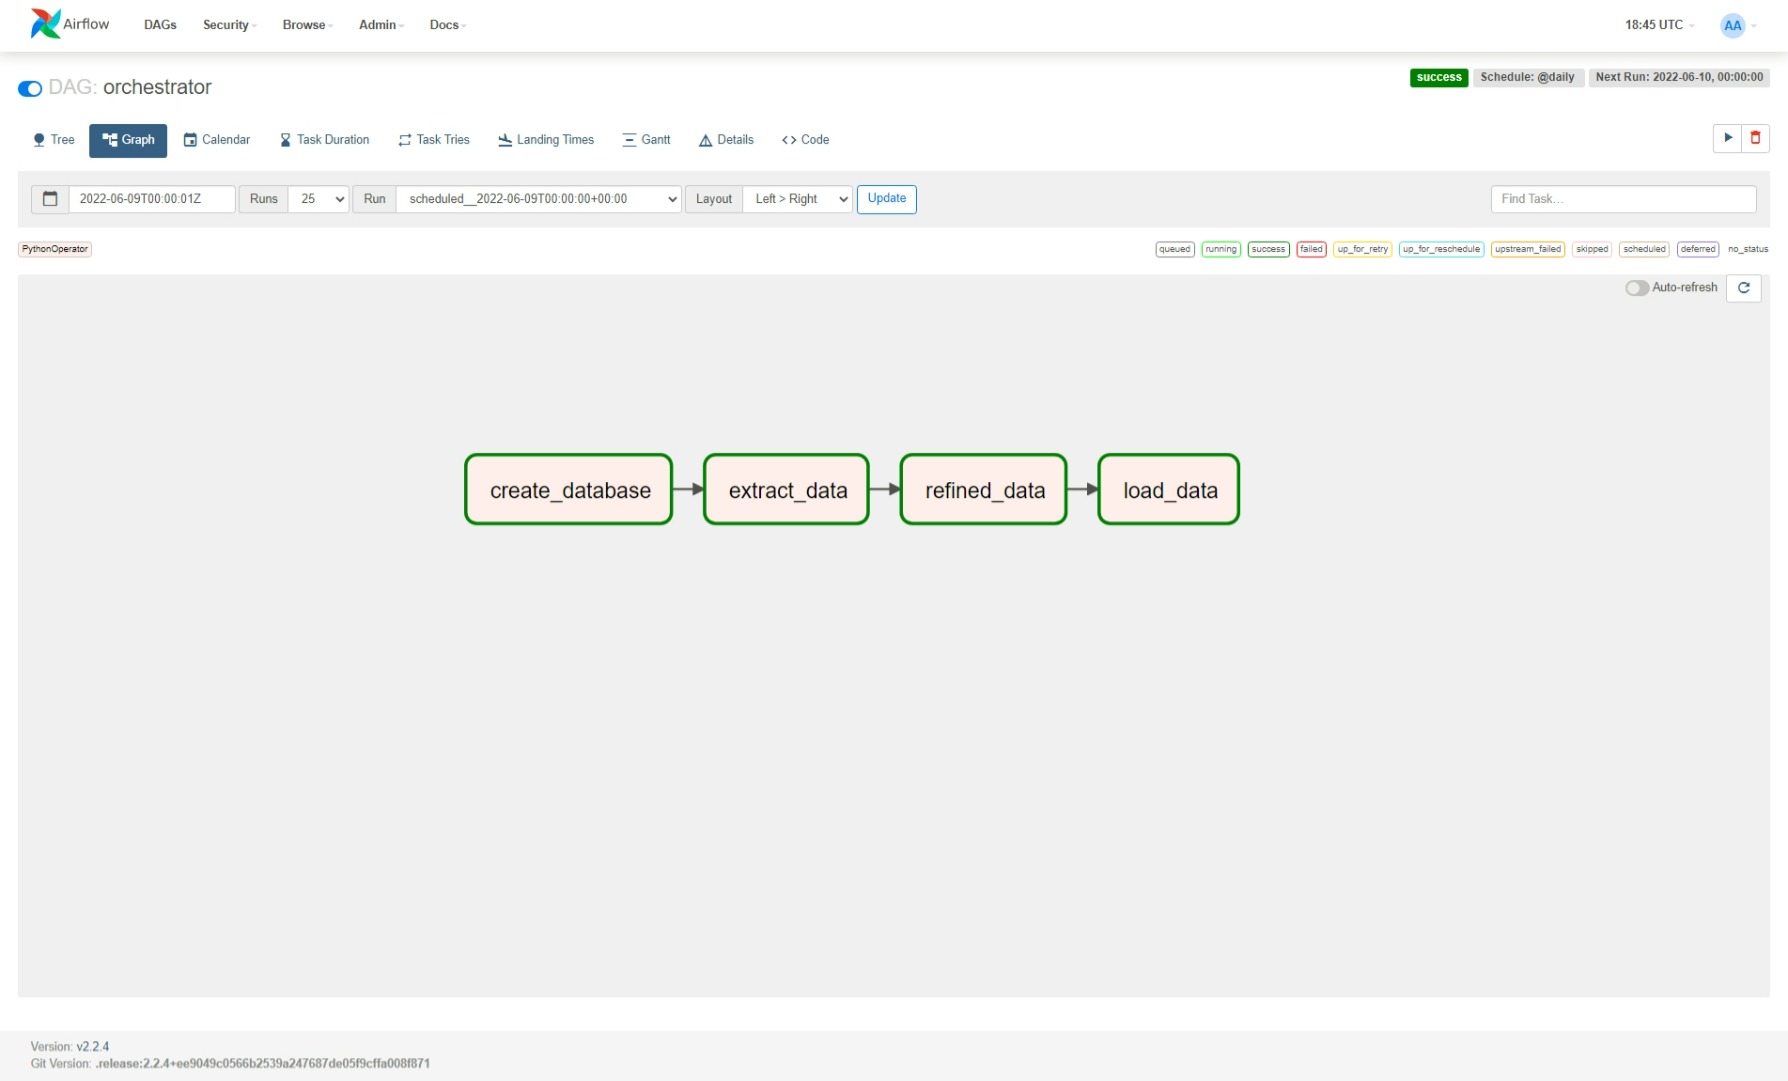 Airflow DAGs Security Browse Admin Docs 18:45 UTC AA
DAG: orchestrator
success Schedule: @daily Next Run: 2022-06-10, 00:00:00
Tree Graph Calendar Task Duration Task Tries Landing Times Gantt Details Code
2022-06-09T00:00:01Z Runs 25 Run scheduled__2022-06-09T00:00:00+00:00 Layout Left > Right Update Find Task...
PythonOperator queued running success failed up_for_retry up_for_reschedule upstream_failed skipped scheduled deferred no_status
Auto-refresh
create_database extract_data refined_data load_data
Version: v2.2.4
Git Version: .release:2.2.4+ee9049c0566b2539a247687de05f9cffa008f871